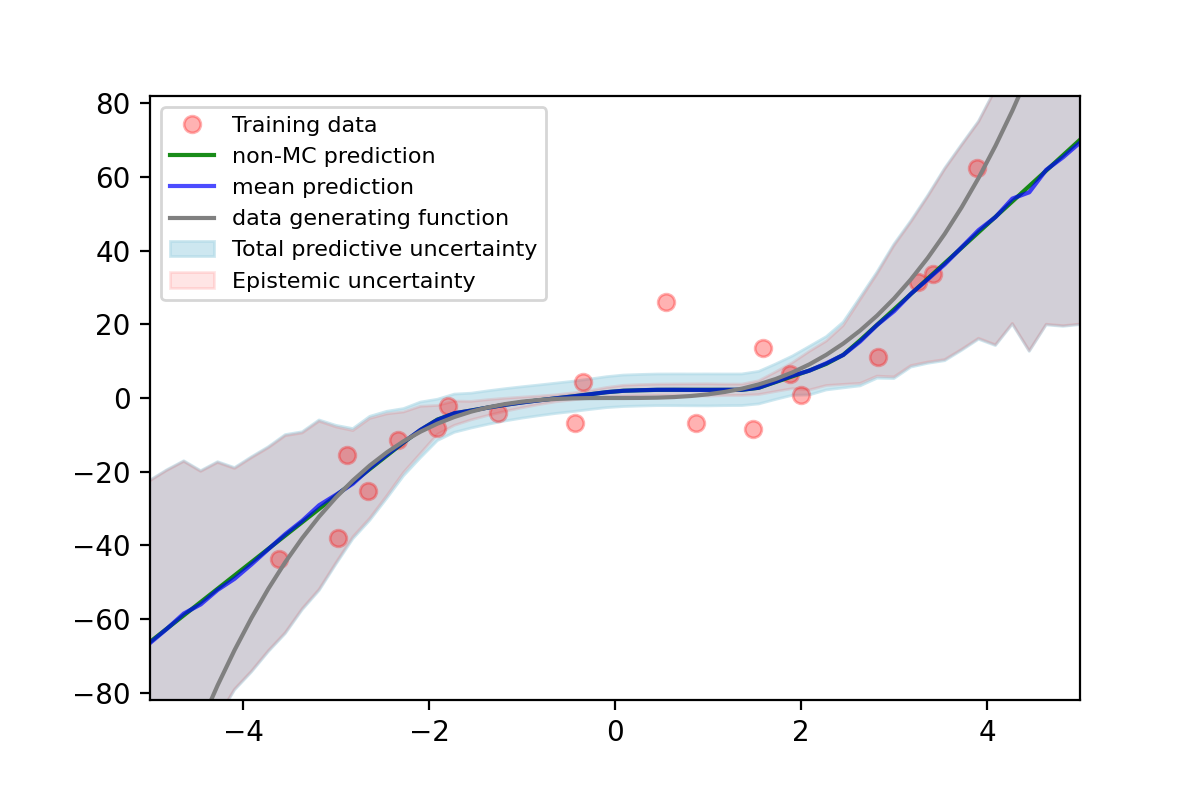 80
60
40
20
0
−20
−40
−60
−80
Training data
non-MC prediction
mean prediction
data generating function
Total predictive uncertainty
Epistemic uncertainty
−4 −2 0 2 4